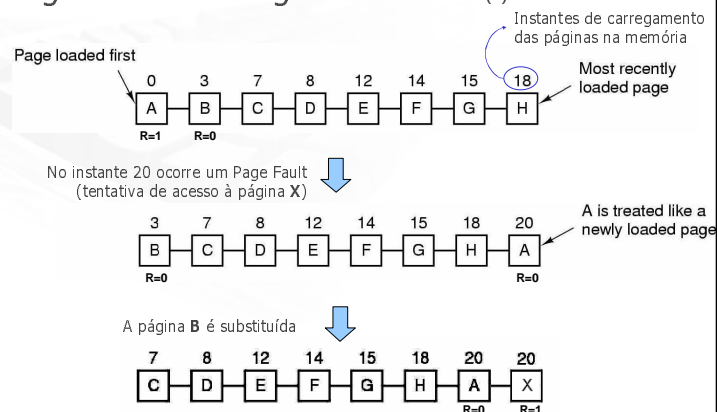 (.)
Instantes de carregamento
das páginas na memória
Page loaded first
0 3 7 8 12 14 15 18
Most recently
loaded page
A B C D E F G H
R=1 R=0
No instante 20 ocorre um Page Fault
(tentativa de acesso à página X)
3 7 8 12 14 15 18 20
A is treated like a
newly loaded page
B C D E F G H A
R=0 R=0
A página B é substituída
7 8 12 14 15 18 20 20
C D E F G H A X
R=0 R=1